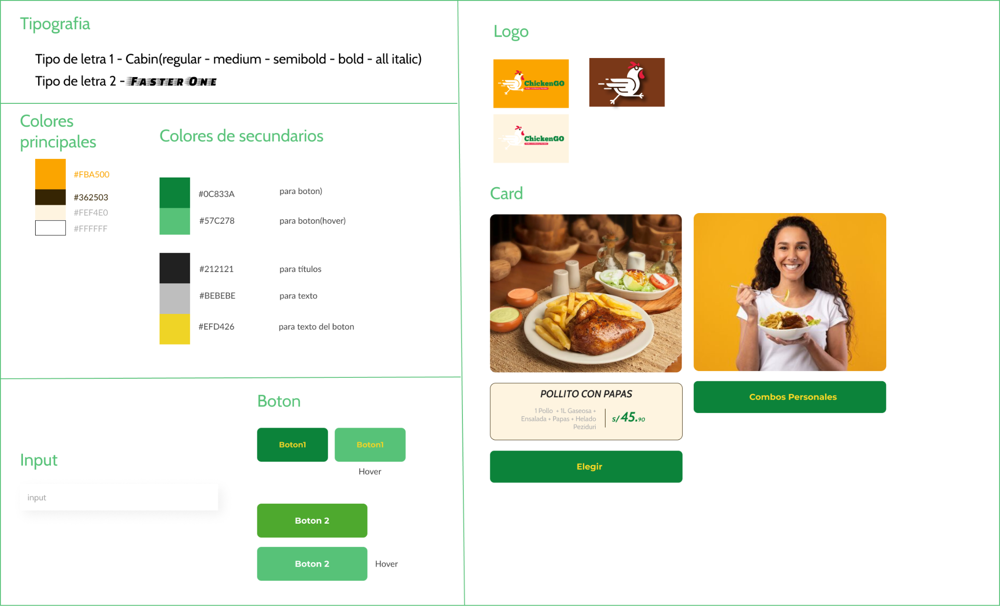 Tipografia
Tipo de letra 1 - Cabin(regular - medium - semibold - bold - all italic)
Tipo de letra 2 - Faster One
Colores
principales
#FBA500
#362503
#FEF4E0
#FFFFFF
Colores de secundarios
#0C833A
para boton)
#57C278
para boton(hover)
#212121
para títulos
#BEBEBE
para texto
#EFD426
para texto del boton
Input
input
Boton
Boton1
Boton1
Hover
Boton 2
Boton 2
Hover
Logo
ChickenGO
ChickenGO
Card
POLLITO CON PAPAS
1 Pollo + 1L Gaseosa +
Ensalada + Papas + Helado
Peziduri
s/45.90
Elegir
Combos Personales